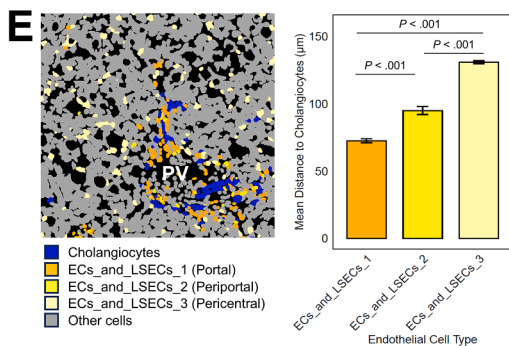 E
PV
Cholangiocytes
ECs_and_LSECs_1 (Portal)
ECs_and_LSECs_2 (Periportal)
ECs_and_LSECs_3 (Pericentral)
Other cells
Mean Distance to Cholangiocytes (µm)
150
100
50
0
P < .001
P < .001
P < .001
ECs_and_LSECs_1
ECs_and_LSECs_2
ECs_and_LSECs_3
Endothelial Cell Type